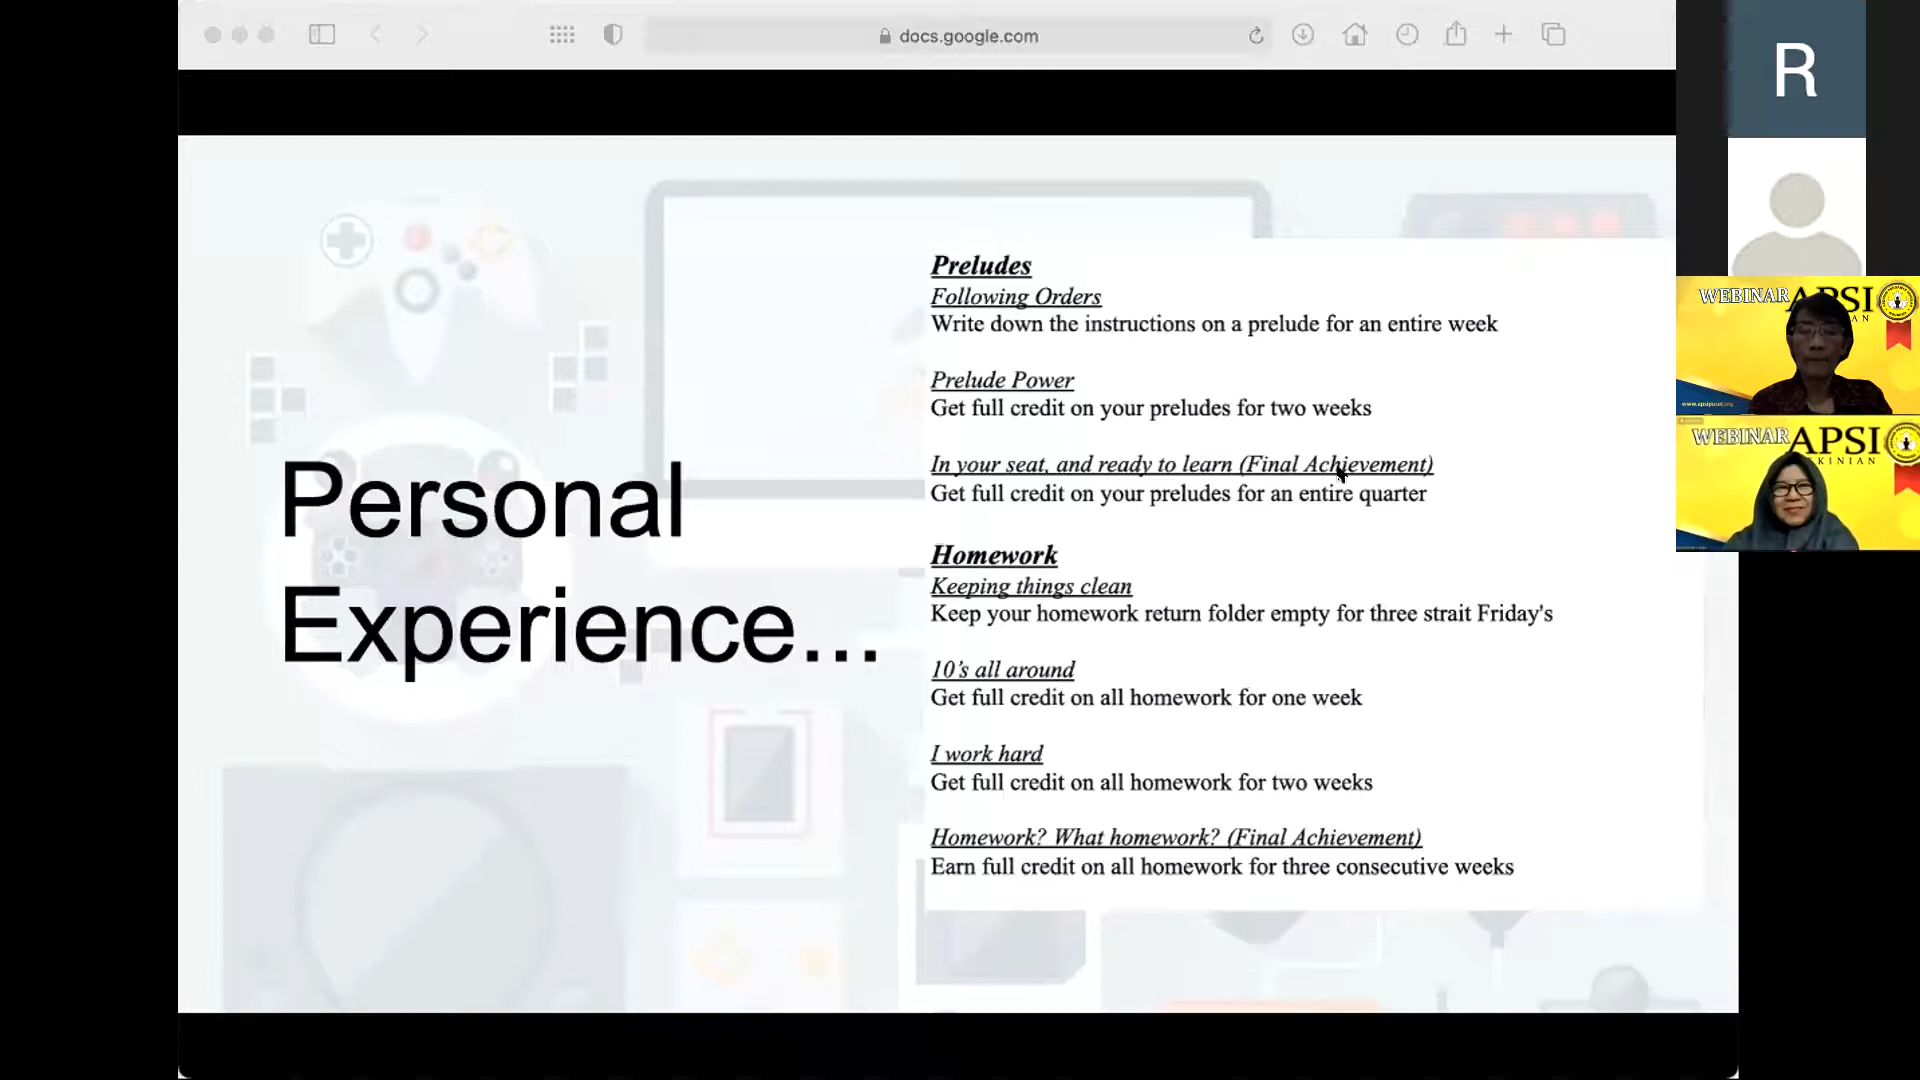 docs.google.com
R
Personal
Experience...
Preludes
Following Orders
Write down the instructions on a prelude for an entire week
Prelude Power
Get full credit on your preludes for two weeks
In your seat, and ready to learn (Final Achievement)
Get full credit on your preludes for an entire quarter
Homework
Keeping things clean
Keep your homework return folder empty for three strait Friday's
10’s all around
Get full credit on all homework for one week
I work hard
Get full credit on all homework for two weeks
Homework? What homework? (Final Achievement)
Earn full credit on all homework for three consecutive weeks
WEBINAR APSI
www.apsipusat.org
WEBINAR APSI